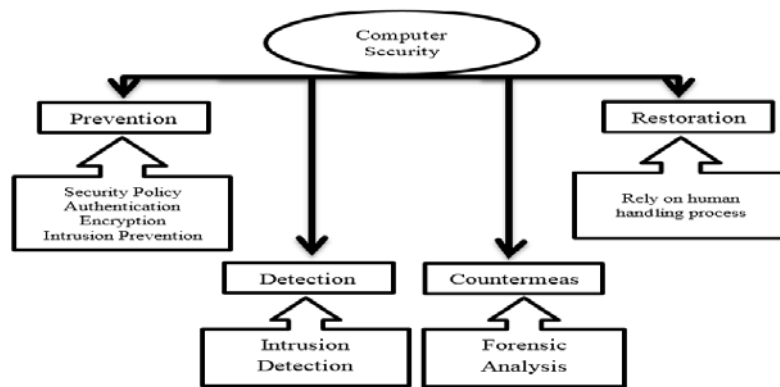 Computer
Security
Prevention
Restoration
Security Policy
Authentication
Encryption
Intrusion Prevention
Rely on human
handling process
Detection
Countermeas
Intrusion
Detection
Forensic
Analysis